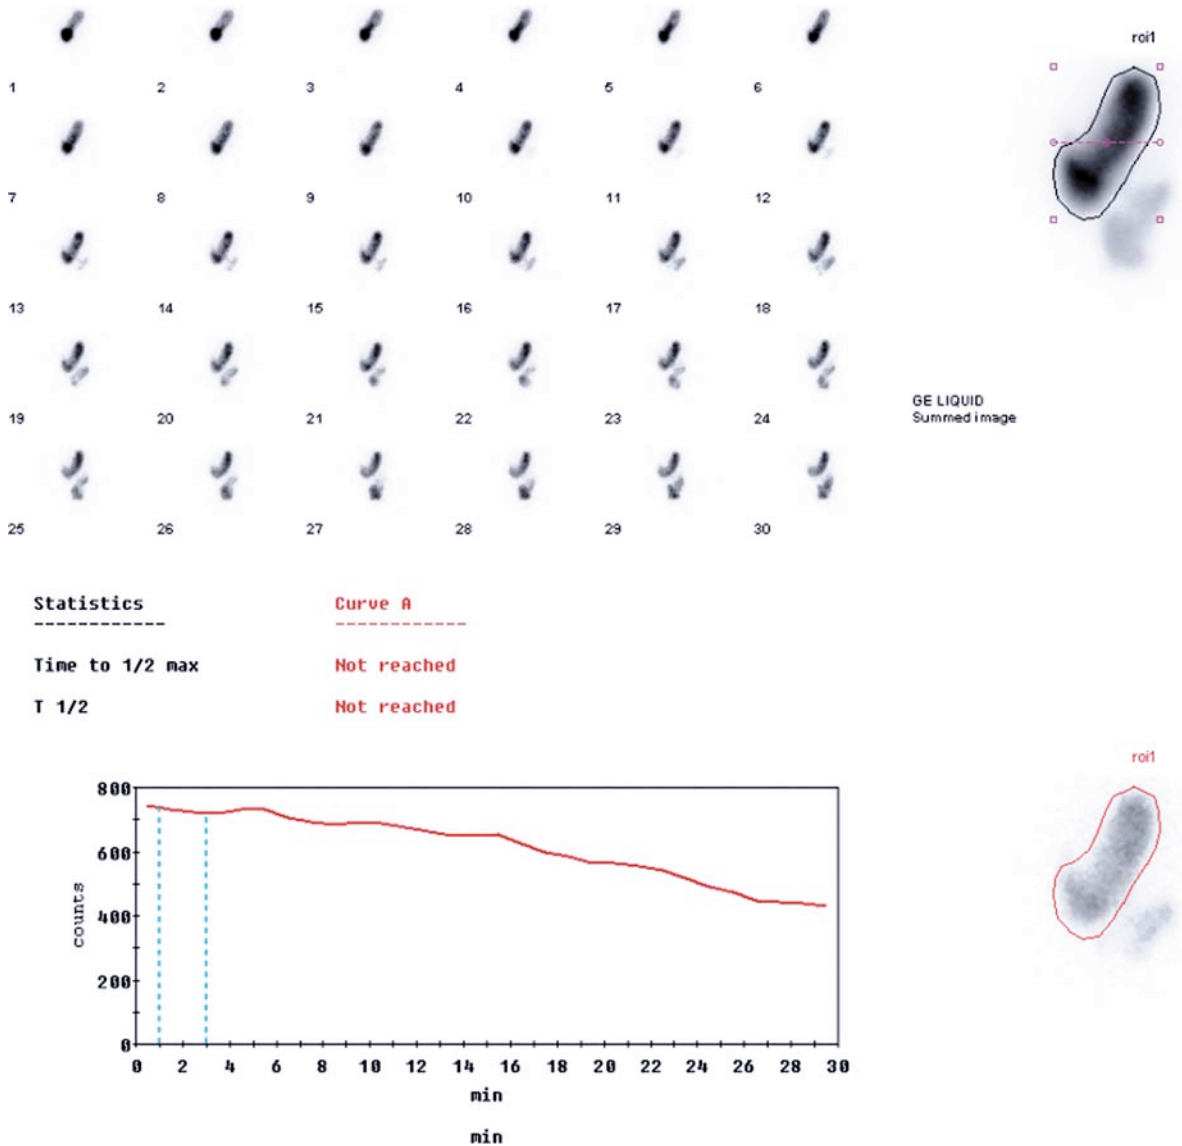 roi1
1 2 3 4 5 6
7 8 9 10 11 12
13 14 15 16 17 18
19 20 21 22 23 24
25 26 27 28 29 30
GE LIQUID
Summed image
Statistics Curve A
------------ ------------
Time to 1/2 max Not reached
T 1/2 Not reached
roi1
800
600
400
200
0
counts
0 2 4 6 8 10 12 14 16 18 20 22 24 26 28 30
min
min